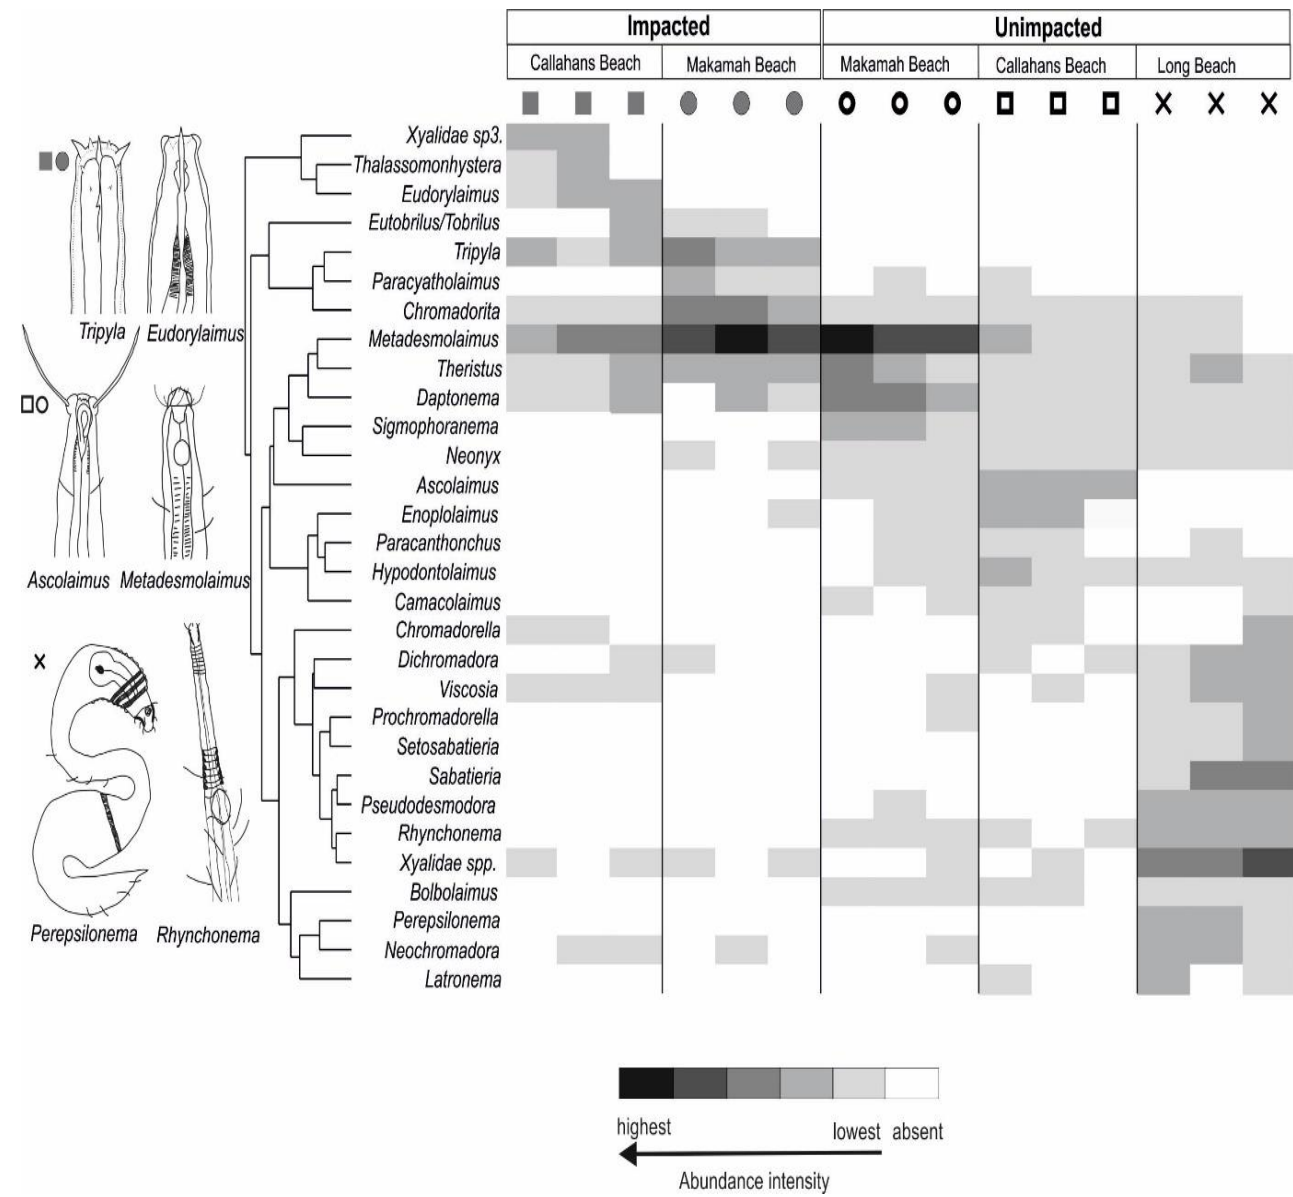 Impacted Unimpacted
Callahans Beach Makamah Beach Makamah Beach Callahans Beach Long Beach
Xyalidae sp3.
Thalassomonhystera
Eudorylaimus
Eutobrilus/Tobrilus
Tripyla
Paracyatholaimus
Chromadorita
Metadesmolaimus
Theristus
Daptonema
Sigmophoranema
Neonyx
Ascolaimus
Enoplolaimus
Paracanthonchus
Hypodontolaimus
Camacolaimus
Chromadorella
Dichromadora
Viscosia
Prochromadorella
Setosabatieria
Sabatieria
Pseudodesmodora
Rhynchonema
Xyalidae spp.
Bolbolaimus
Perepsilonema
Neochromadora
Latronema
Tripyla Eudorylaimus
Ascolaimus Metadesmolaimus
Perepsilonema Rhynchonema
highest lowest absent
Abundance intensity